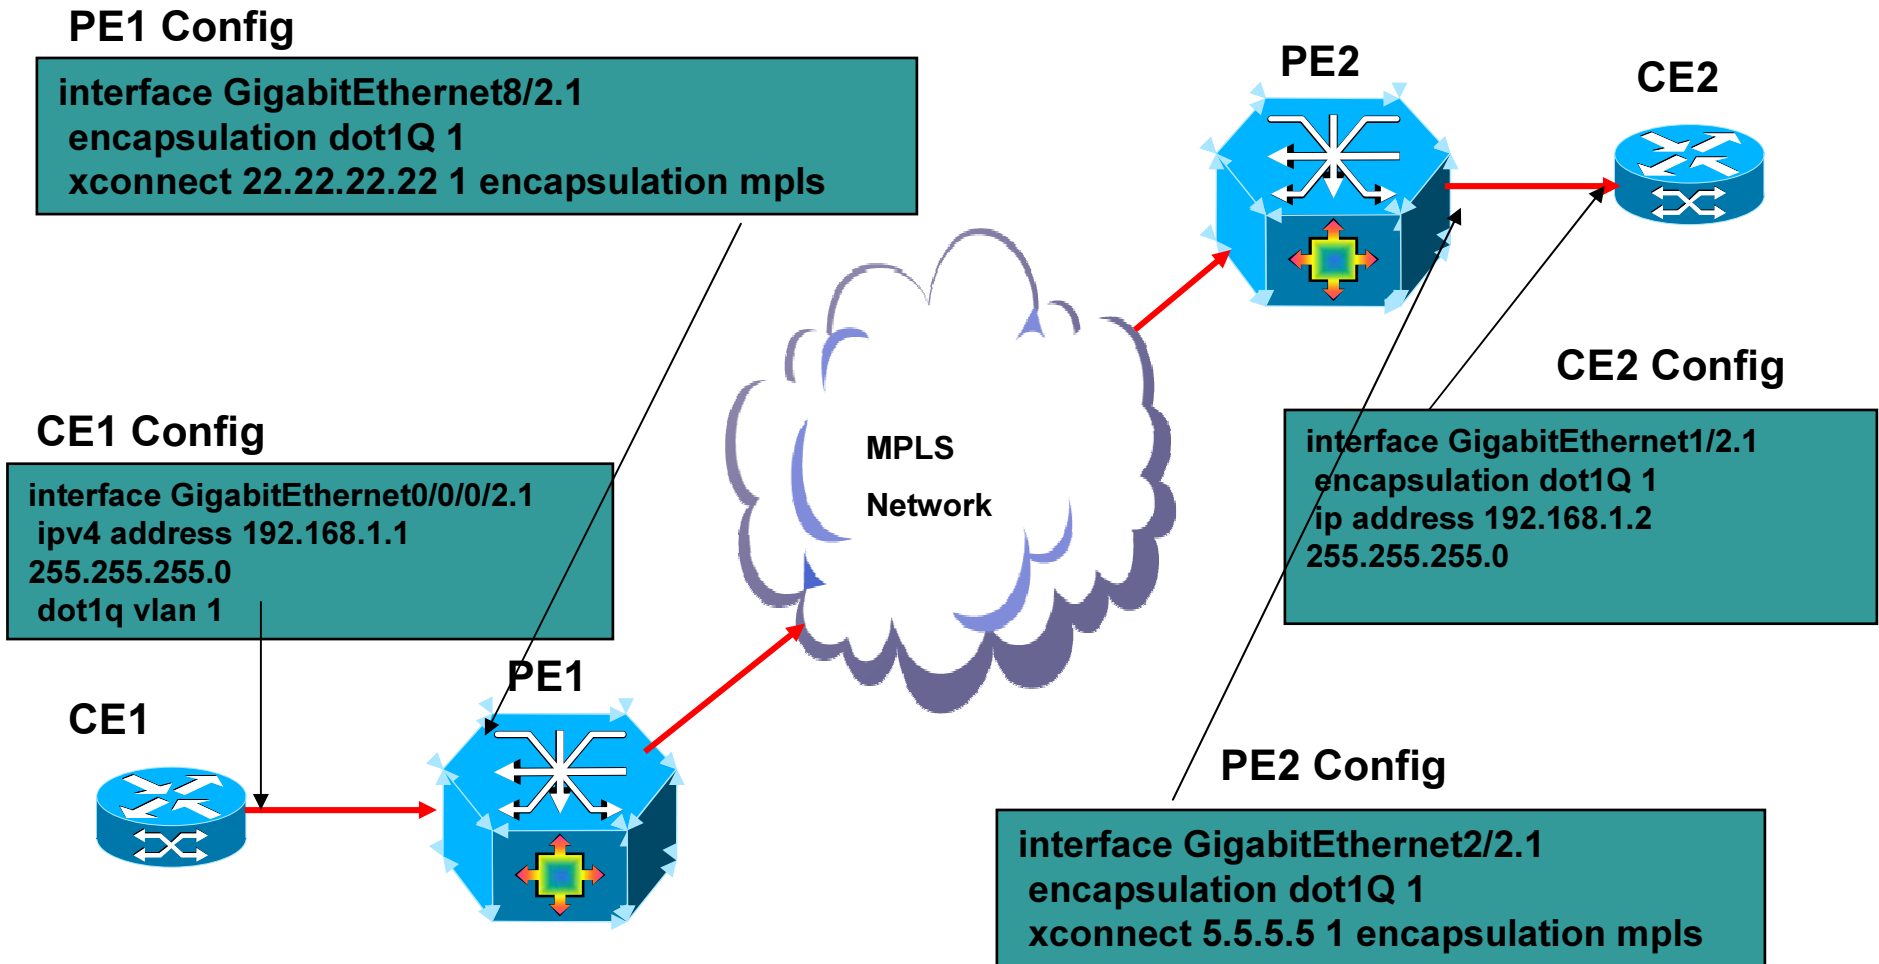 PE1 Config
interface GigabitEthernet8/2.1
encapsulation dot1Q 1
xconnect 22.22.22.22 1 encapsulation mpls
PE2
CE2
CE2 Config
interface GigabitEthernet1/2.1
encapsulation dot1Q 1
ip address 192.168.1.2
255.255.255.0
MPLS
Network
CE1 Config
interface GigabitEthernet0/0/0/2.1
ipv4 address 192.168.1.1
255.255.255.0
dot1q vlan 1
PE1
CE1
PE2 Config
interface GigabitEthernet2/2.1
encapsulation dot1Q 1
xconnect 5.5.5.5 1 encapsulation mpls